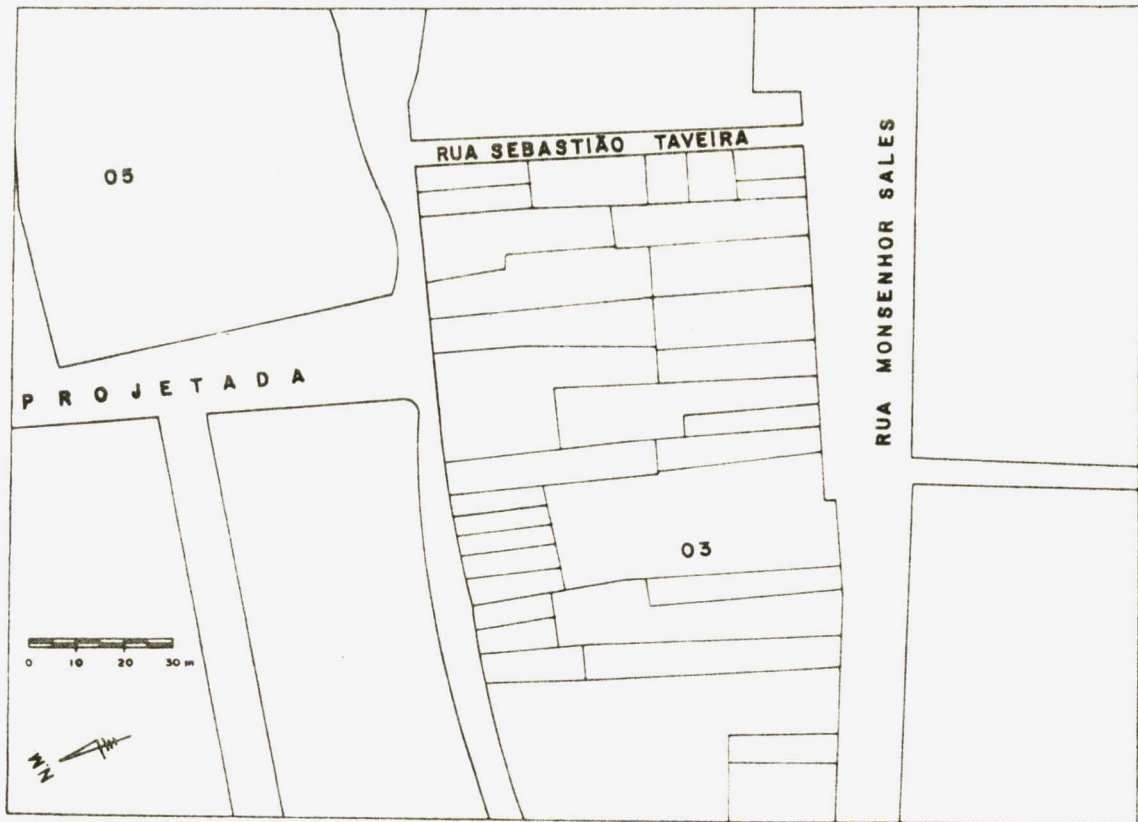 RUA SEBASTIÃO TAVEIRA
05
RUA MONSENHOR SALES
PROJETADA
03
0 10 20 30 m
N.M